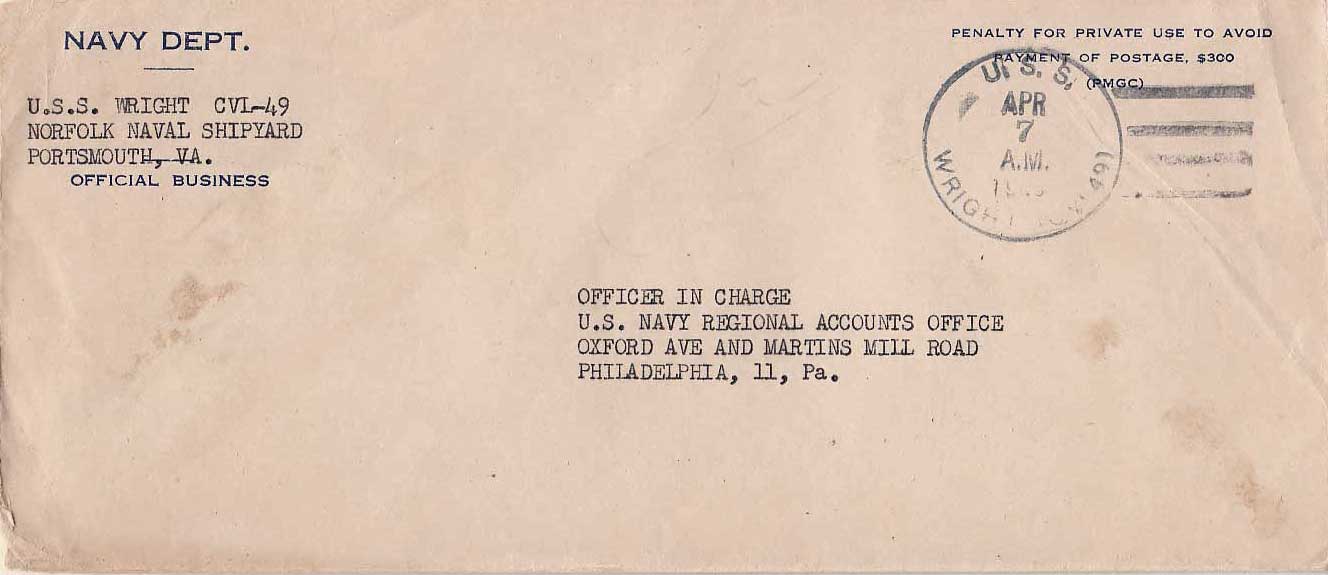 NAVY DEPT.
U.S.S. WRIGHT CVL-49
NORFOLK NAVAL SHIPYARD
PORTSMOUTH, VA.
OFFICIAL BUSINESS
PENALTY FOR PRIVATE USE TO AVOID
PAYMENT OF POSTAGE, $300
(PMGC)
U. S. S.
APR
7
A.M.
WRIGHT 49)
OFFICER IN CHARGE
U.S. NAVY REGIONAL ACCOUNTS OFFICE
OXFORD AVE AND MARTINS MILL ROAD
PHILADELPHIA, 11, Pa.